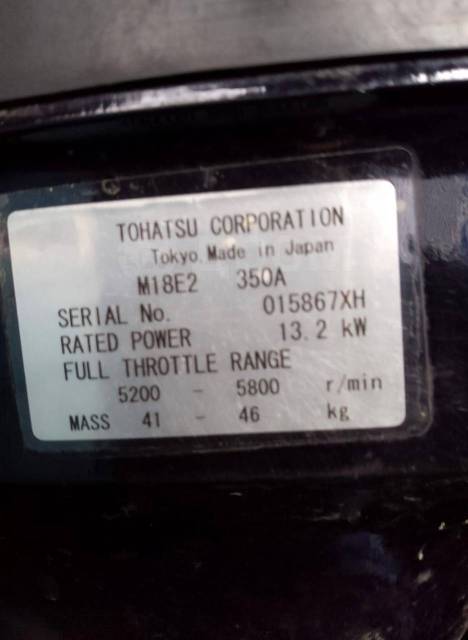 TOHATSU CORPORATION
Tokyo. Made in Japan
M18E2 350A
SERIAL No. 015867XH
RATED POWER 13.2 kW
FULL THROTTLE RANGE
5200 - 5800 r/min
MASS 41 - 46 kg